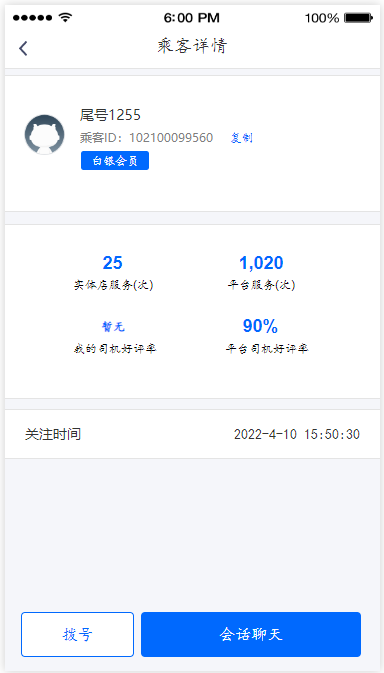 6:00 PM 100%
乘客详情
尾号1255
乘客ID：102100099560 复制
白银会员
25 1,020
实体店服务(次) 平台服务(次)
暂无 90%
我的司机好评率 平台司机好评率
关注时间 2022-4-10 15:50:30
拨号 会话聊天